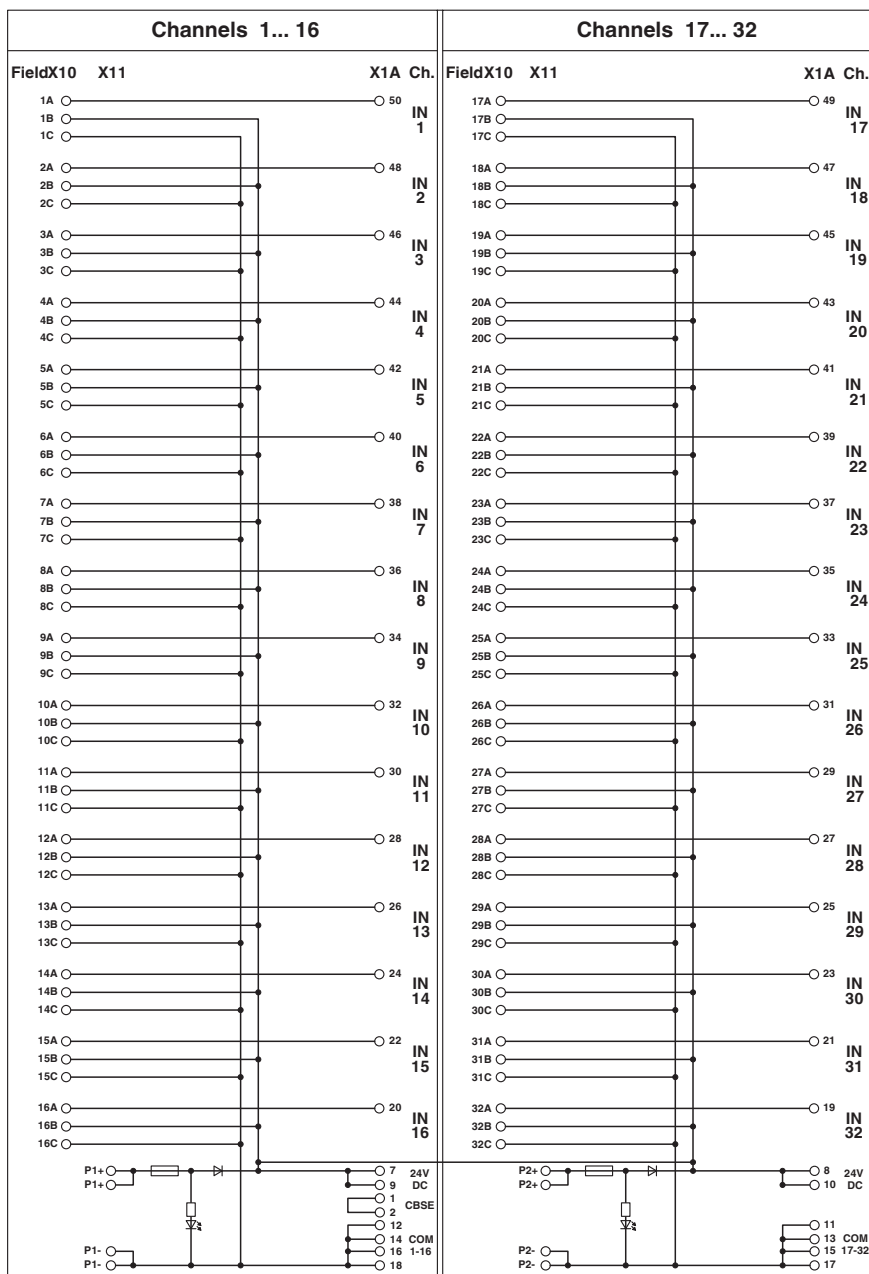 Channels 1... 16
FieldX10 X11 X1A Ch.
1A 50
1B IN
1C 1
2A 48
2B IN
2C 2
3A 46
3B IN
3C 3
4A 44
4B IN
4C 4
5A 42
5B IN
5C 5
6A 40
6B IN
6C 6
7A 38
7B IN
7C 7
8A 36
8B IN
8C 8
9A 34
9B IN
9C 9
10A 32
10B IN
10C 10
11A 30
11B IN
11C 11
12A 28
12B IN
12C 12
13A 26
13B IN
13C 13
14A 24
14B IN
14C 14
15A 22
15B IN
15C 15
16A 20
16B IN
16C 16
P1+ 7 24V
P1+ 9 DC
1
2 CBSE
12
14 COM
P1- 16 1-16
P1- 18
Channels 17... 32
FieldX10 X11 X1A Ch.
17A 49
17B IN
17C 17
18A 47
18B IN
18C 18
19A 45
19B IN
19C 19
20A 43
20B IN
20C 20
21A 41
21B IN
21C 21
22A 39
22B IN
22C 22
23A 37
23B IN
23C 23
24A 35
24B IN
24C 24
25A 33
25B IN
25C 25
26A 31
26B IN
26C 26
27A 29
27B IN
27C 27
28A 27
28B IN
28C 28
29A 25
29B IN
29C 29
30A 23
30B IN
30C 30
31A 21
31B IN
31C 31
32A 19
32B IN
32C 32
P2+ 8 24V
P2+ 10 DC
11
13 COM
P2- 15 17-32
P2- 17